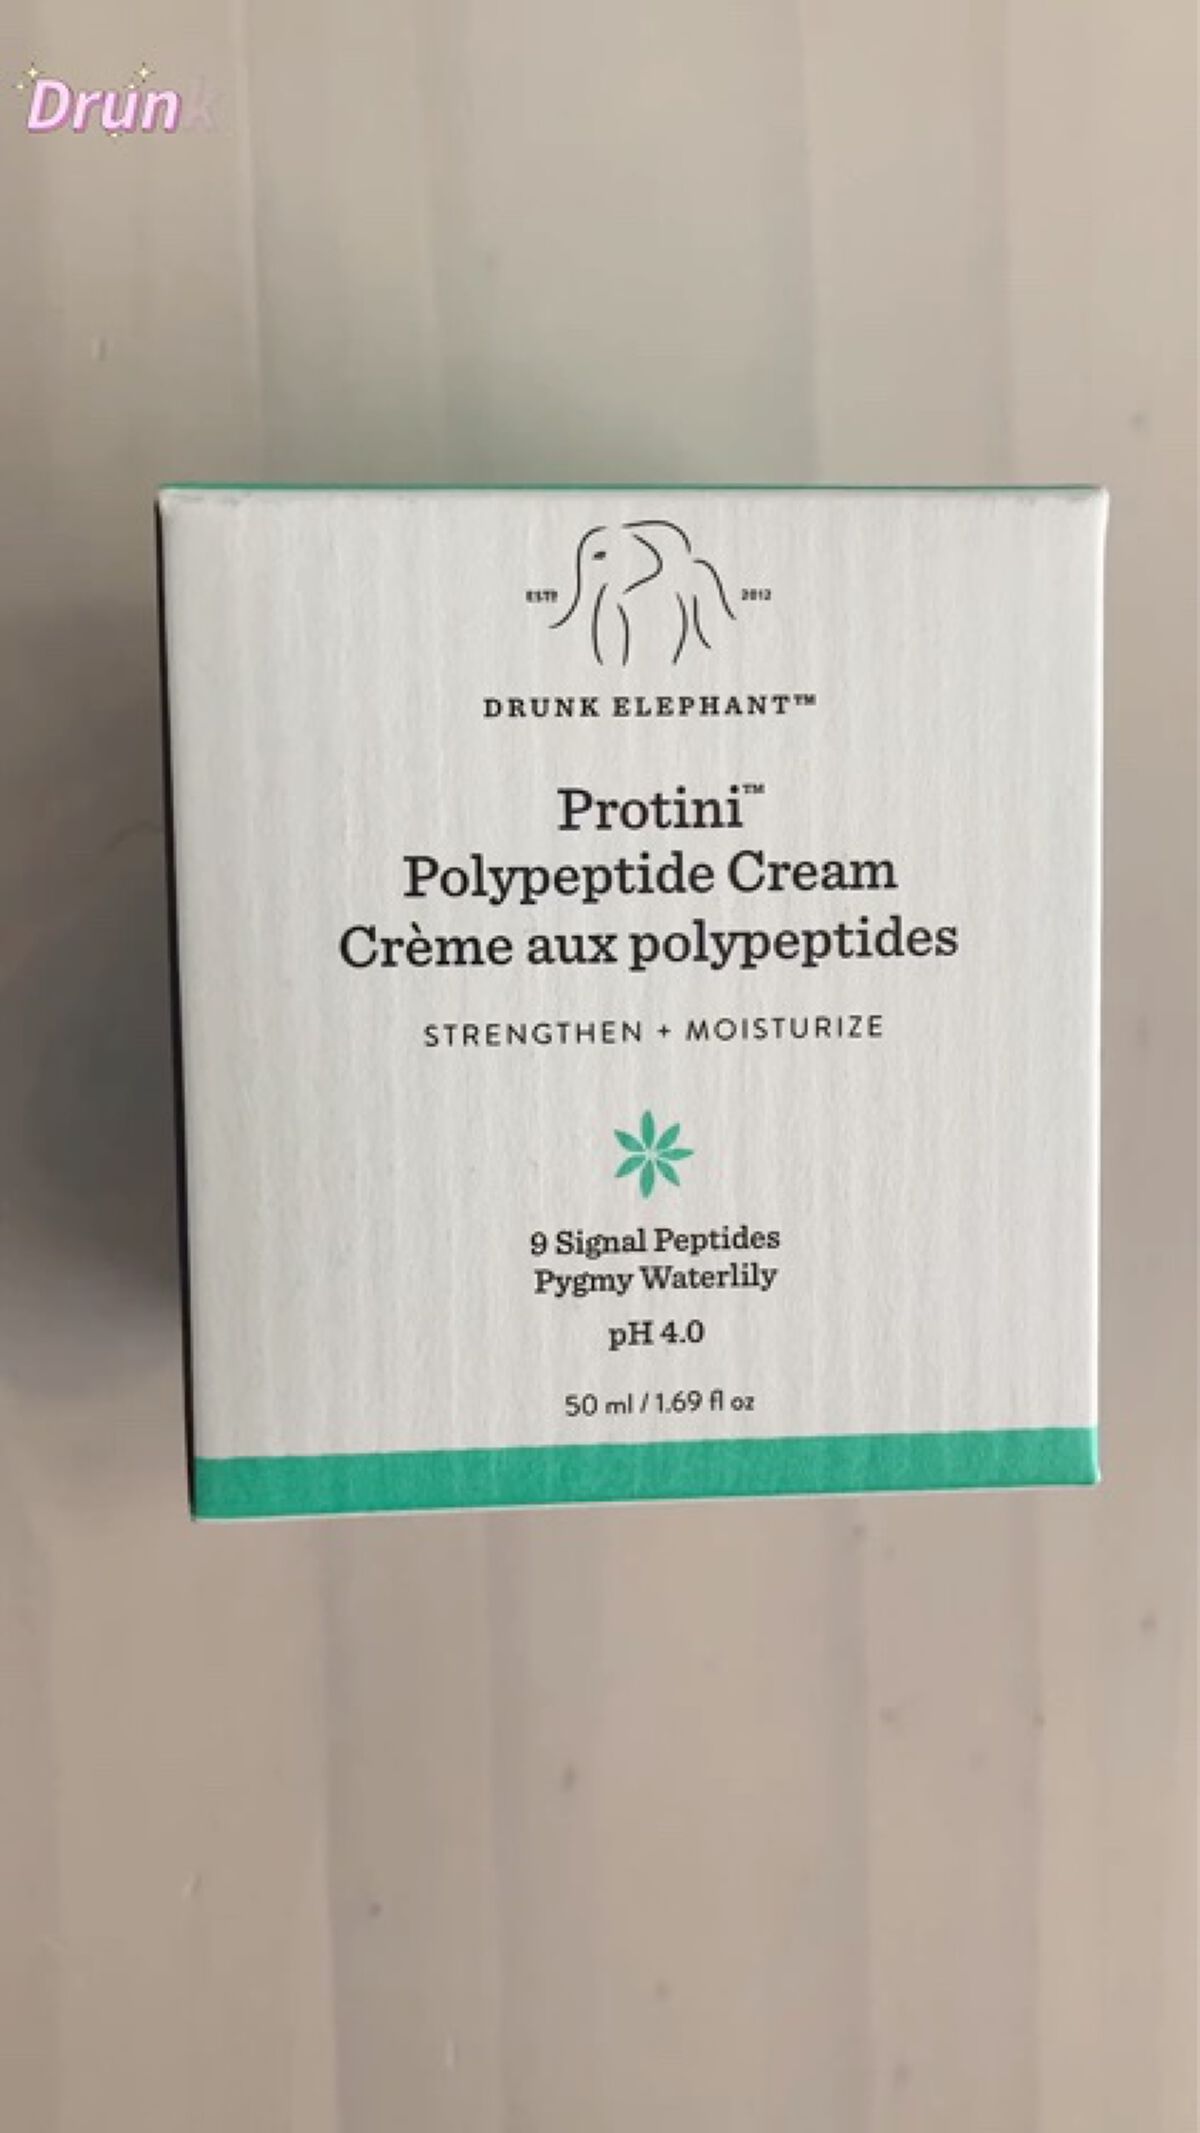 Drunk
ESTD 2012
DRUNK ELEPHANT™
Protini™
Polypeptide Cream
Crème aux polypeptides
STRENGTHEN + MOISTURIZE
9 Signal Peptides
Pygmy Waterlily
pH 4.0
50 ml / 1.69 fl oz